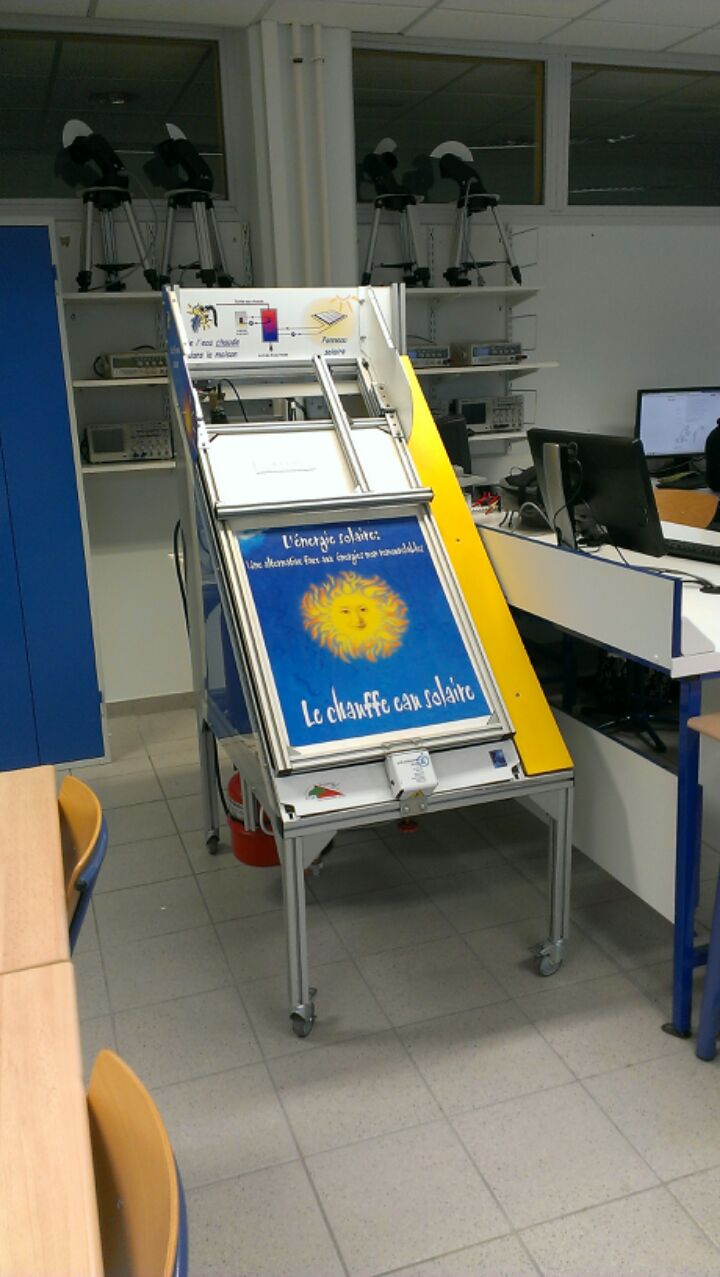 l'eau chaude
dans la maison
Panneau
solaire
L'énergie solaire:
Une alternative face aux énergies non renouvelables
Le chauffe eau solaire